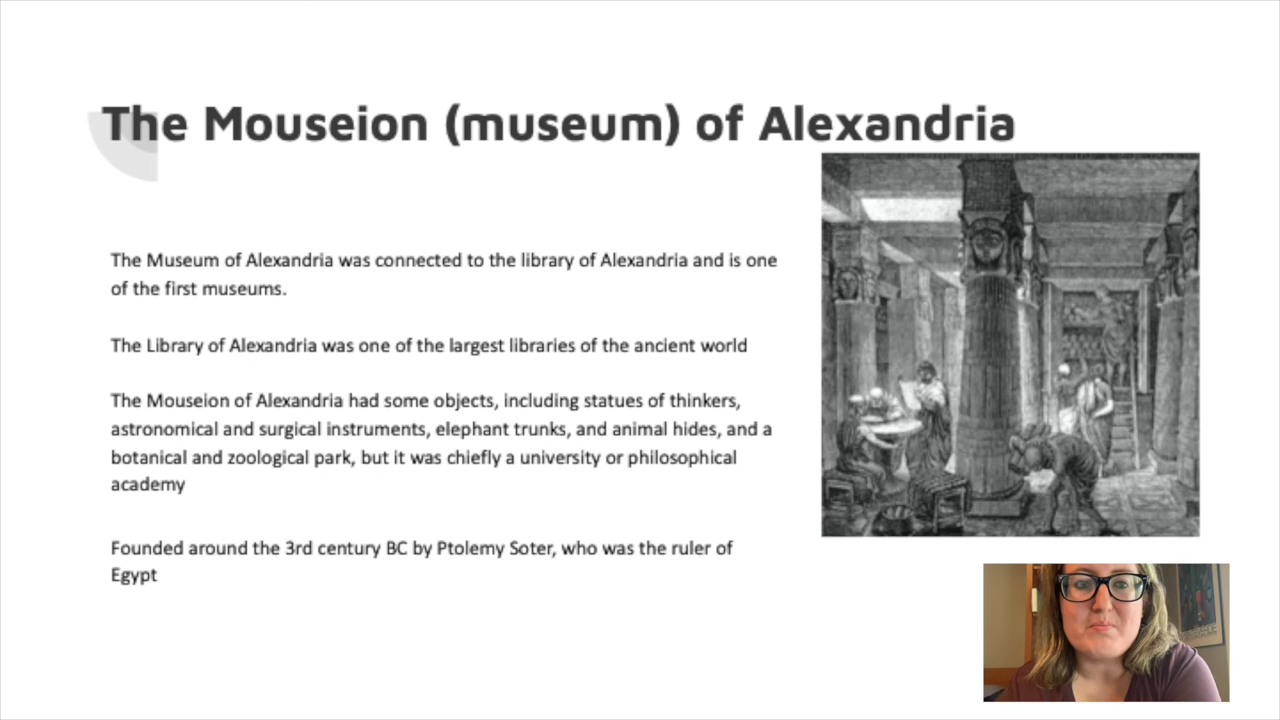 The Mouseion (museum) of Alexandria
The Museum of Alexandria was connected to the library of Alexandria and is one
of the first museums.
The Library of Alexandria was one of the largest libraries of the ancient world
The Mouseion of Alexandria had some objects, including statues of thinkers,
astronomical and surgical instruments, elephant trunks, and animal hides, and a
botanical and zoological park, but it was chiefly a university or philosophical
academy
Founded around the 3rd century BC by Ptolemy Soter, who was the ruler of
Egypt